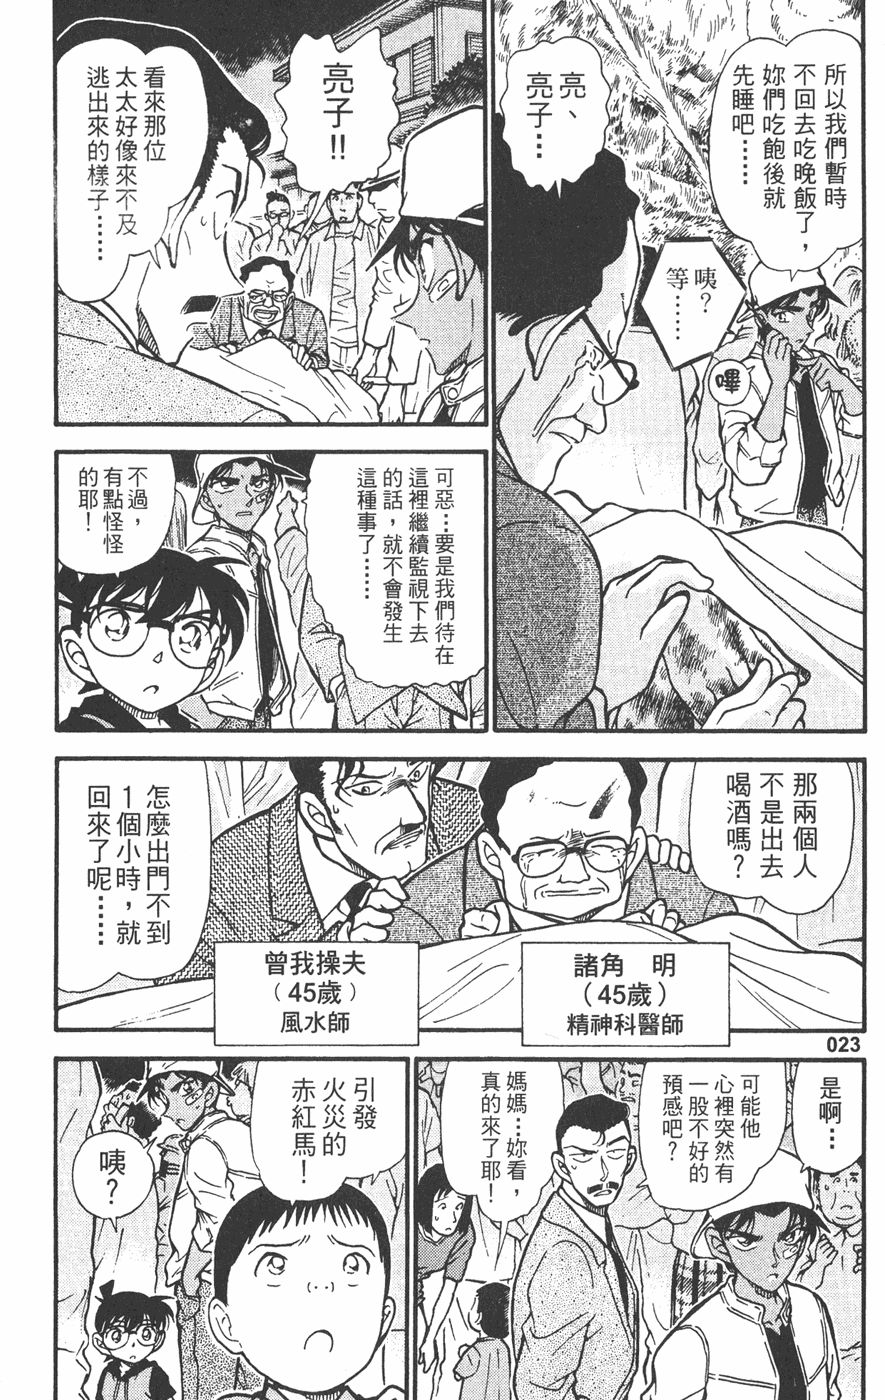 所以我們暫時
不回去吃晚飯了，
妳們吃飽後就
先睡吧……
咦？
等……
嗶
亮、
亮子…
亮子!!
看來那位
太太好像來不及
逃出來的樣子……
可惡…要是我們待在
這裡繼續監視下去
的話，就不會發生
這種事了……
不過，
有點怪怪
的耶！
那兩個人
不是出去
喝酒嗎？
怎麼出門不到
1個小時，就
回來了呢……
諸角　明
（45歲）
精神科醫師
曾我操夫
（45歲）
風水師
023
是啊…
可能他
心裡突然有
一股不好的
預感吧？
媽媽…妳看，
真的來了耶！
引發
火災的
赤紅馬！
咦？